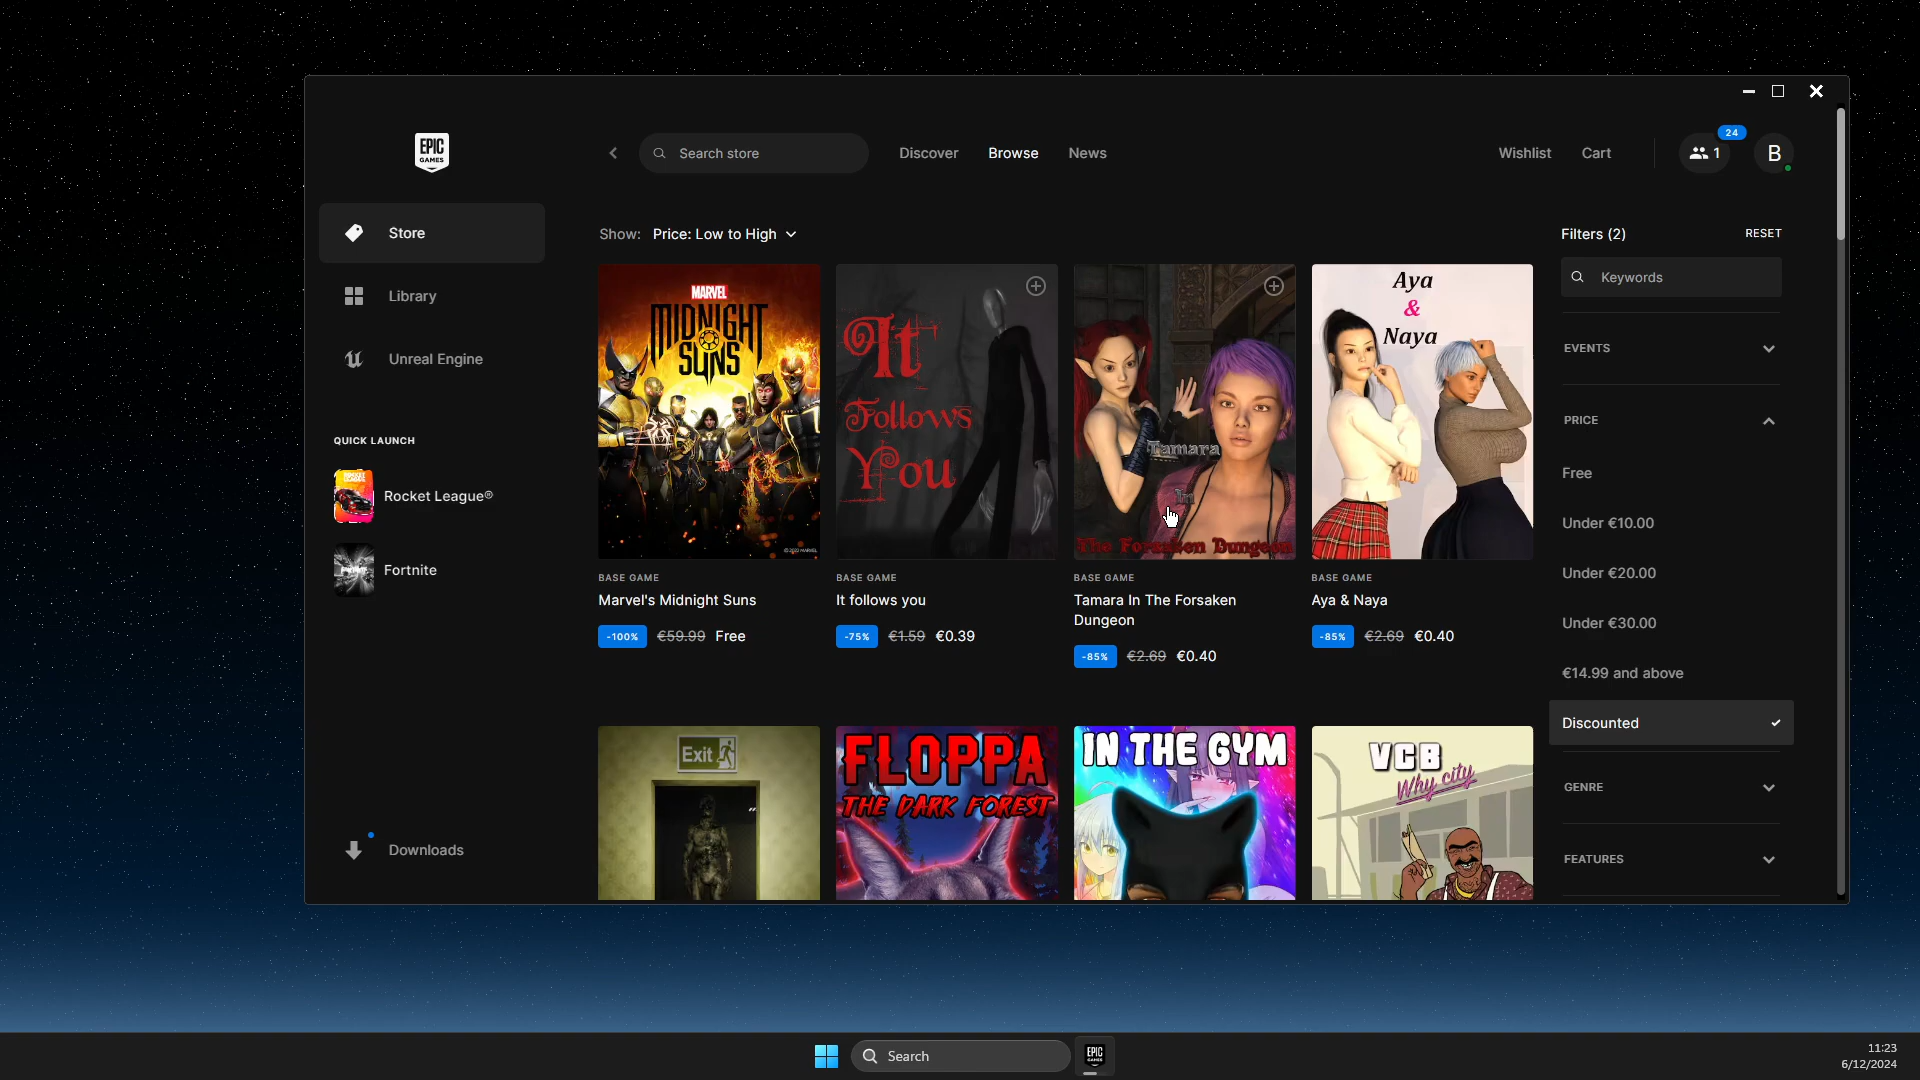 EPIC
GAMES
Search store
Discover
Browse
News
Wishlist
Cart
1
24
B
Store
Library
Unreal Engine
QUICK LAUNCH
Rocket League®
Fortnite
Downloads
Show: Price: Low to High
MARVEL
MIDNIGHT
SUNS
BASE GAME
Marvel's Midnight Suns
-100% €59.99 Free
It
Follows
You
BASE GAME
It follows you
-75% €1.59 €0.39
Tamara
In
The Forsaken Dungeon
BASE GAME
Tamara In The Forsaken
Dungeon
-85% €2.69 €0.40
Aya
&
Naya
BASE GAME
Aya & Naya
-85% €2.69 €0.40
Exit
FLOPPA
THE DARK FOREST
IN THE GYM
VCB
Why city
Filters (2)
RESET
Keywords
EVENTS
PRICE
Free
Under €10.00
Under €20.00
Under €30.00
€14.99 and above
Discounted
GENRE
FEATURES
Search
EPIC
GAMES
11:23
6/12/2024